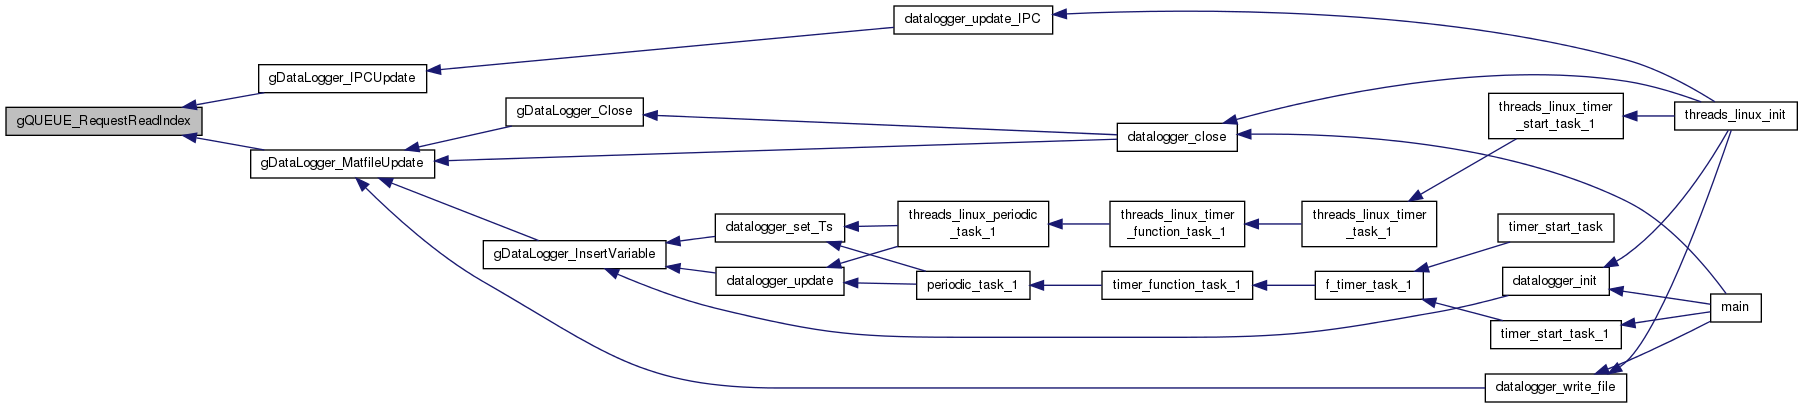 datalogger_update_IPC
gDataLogger_IPCUpdate
gQUEUE_RequestReadIndex
gDataLogger_Close
threads_linux_timer
_start_task_1
threads_linux_init
datalogger_close
gDataLogger_MatfileUpdate
datalogger_set_Ts
threads_linux_periodic
_task_1
threads_linux_timer
_function_task_1
threads_linux_timer
_task_1
timer_start_task
gDataLogger_InsertVariable
datalogger_update
periodic_task_1
timer_function_task_1
f_timer_task_1
datalogger_init
main
timer_start_task_1
datalogger_write_file